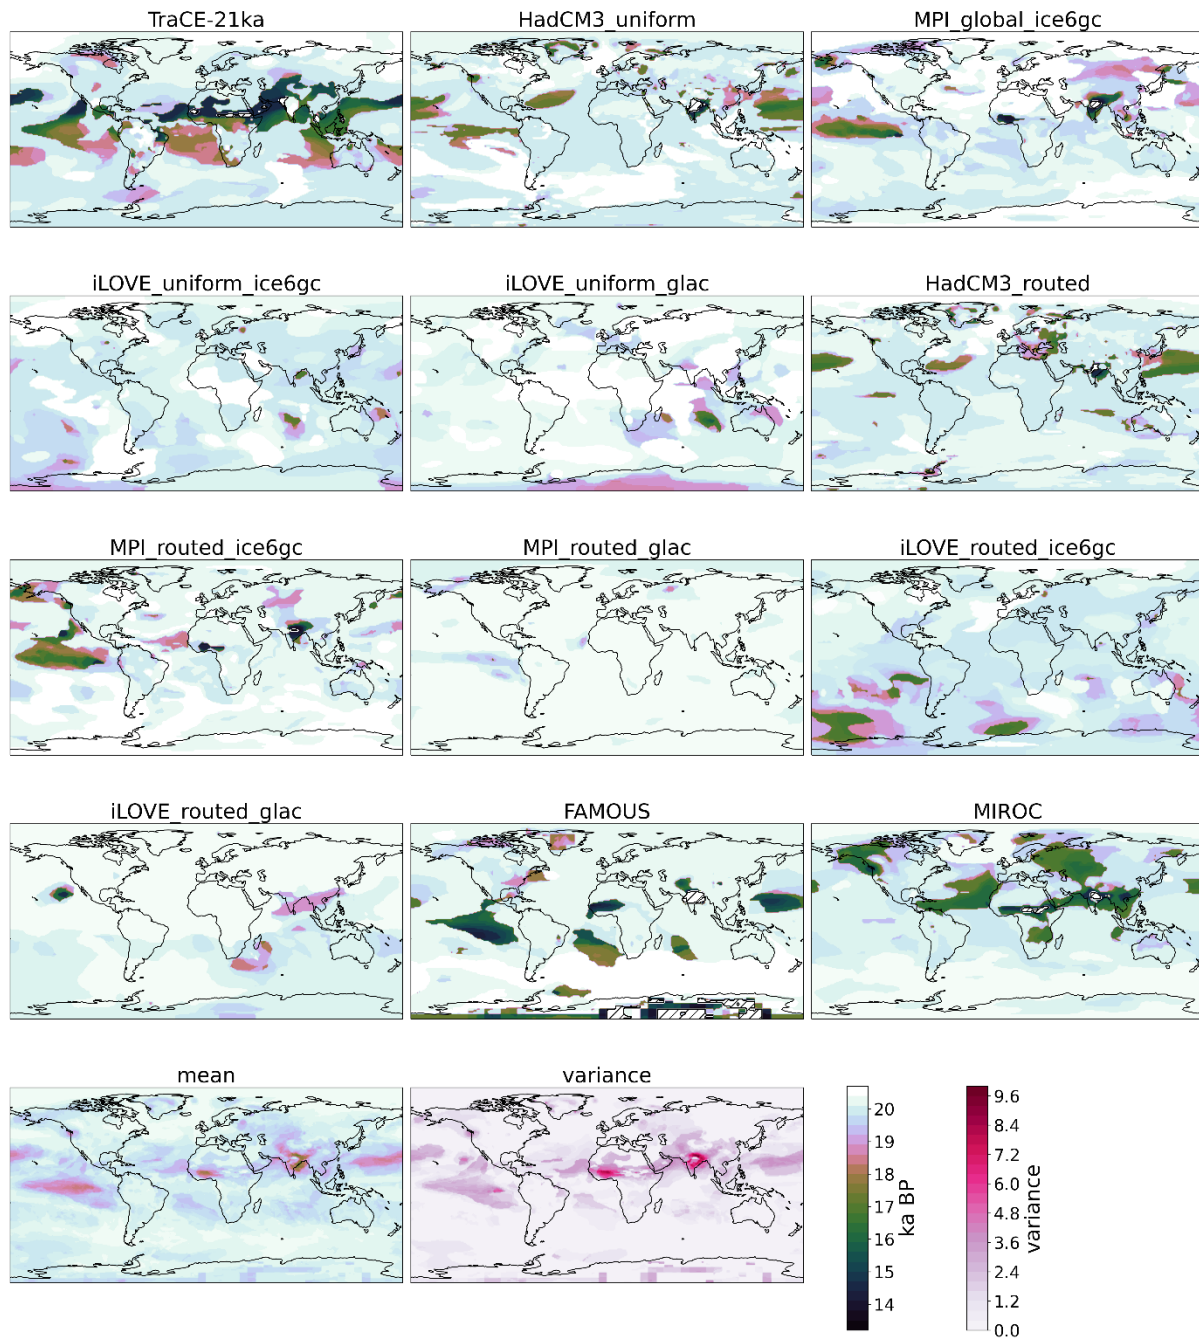 TraCE-21ka
HadCM3_uniform
MPI_global_ice6gc
iLOVE_uniform_ice6gc
iLOVE_uniform_glac
HadCM3_routed
MPI_routed_ice6gc
MPI_routed_glac
iLOVE_routed_ice6gc
iLOVE_routed_glac
FAMOUS
MIROC
mean
variance
20
19
18
17
16
15
14
ka BP
9.6
8.4
7.2
6.0
4.8
3.6
2.4
1.2
0.0
variance